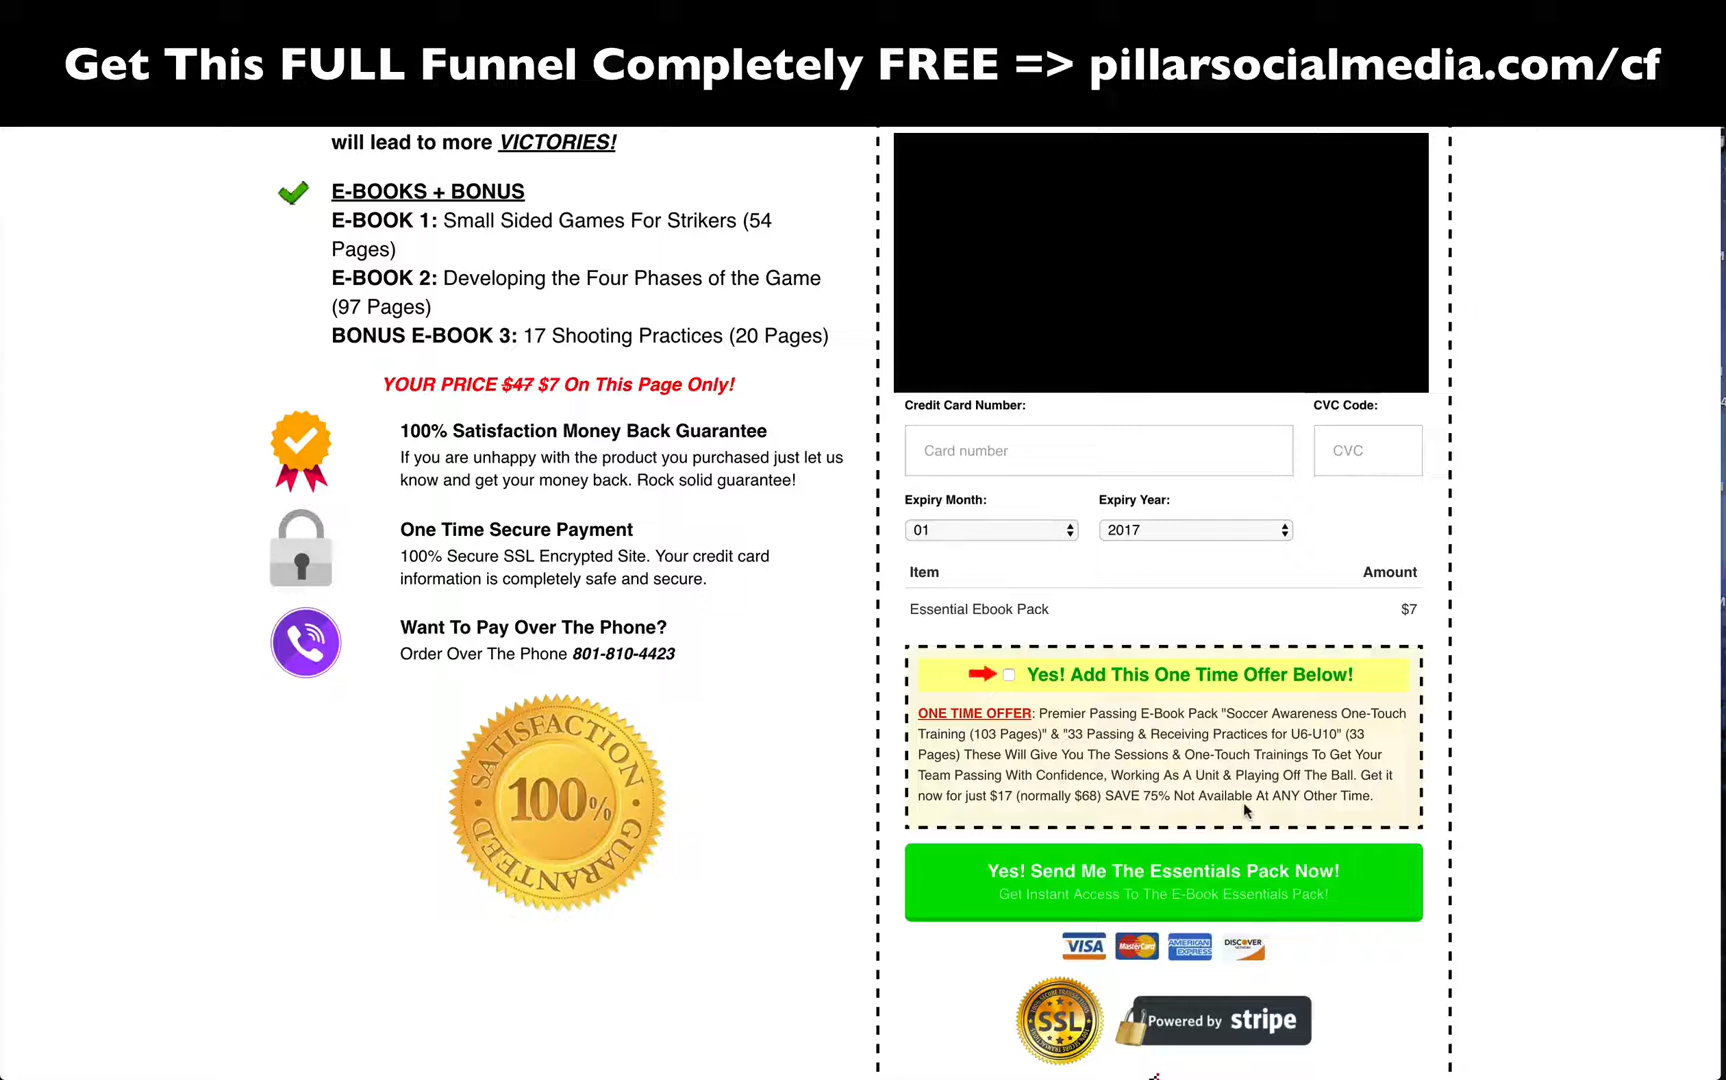 Get This FULL Funnel Completely FREE => pillarsocialmedia.com/cf
will lead to more VICTORIES!
E-BOOKS + BONUS
E-BOOK 1: Small Sided Games For Strikers (54
Pages)
E-BOOK 2: Developing the Four Phases of the Game
(97 Pages)
BONUS E-BOOK 3: 17 Shooting Practices (20 Pages)
YOUR PRICE $47 $7 On This Page Only!
100% Satisfaction Money Back Guarantee
If you are unhappy with the product you purchased just let us
know and get your money back. Rock solid guarantee!
One Time Secure Payment
100% Secure SSL Encrypted Site. Your credit card
information is completely safe and secure.
Want To Pay Over The Phone?
Order Over The Phone 801-810-4423
SATISFACTION
100%
GUARANTEED
Credit Card Number: CVC Code:
Card number CVC
Expiry Month: Expiry Year:
01 2017
Item Amount
Essential Ebook Pack $7
Yes! Add This One Time Offer Below!
ONE TIME OFFER: Premier Passing E-Book Pack "Soccer Awareness One-Touch
Training (103 Pages)" & "33 Passing & Receiving Practices for U6-U10" (33
Pages) These Will Give You The Sessions & One-Touch Trainings To Get Your
Team Passing With Confidence, Working As A Unit & Playing Off The Ball. Get it
now for just $17 (normally $68) SAVE 75% Not Available At ANY Other Time.
Yes! Send Me The Essentials Pack Now!
Get Instant Access To The E-Book Essentials Pack!
VISA MasterCard AMERICAN EXPRESS DISCOVER
SSL
Powered by stripe